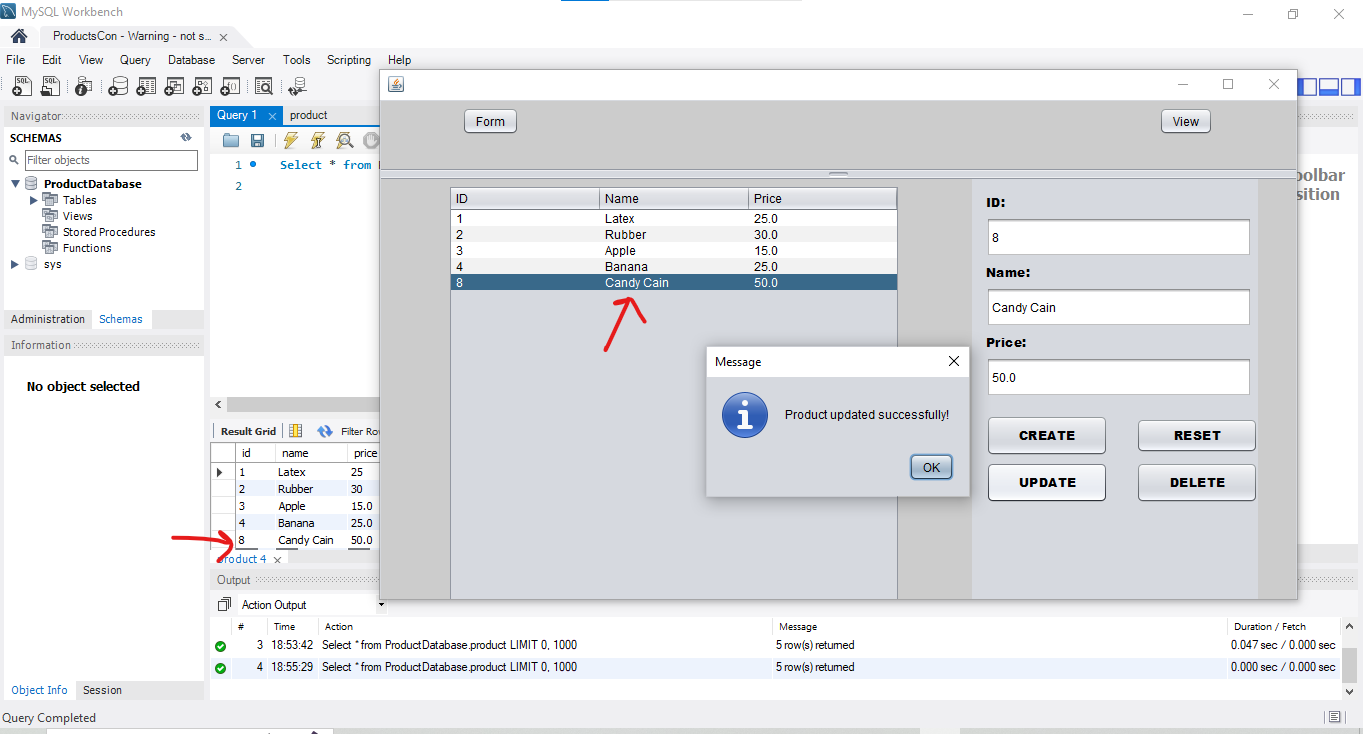 MySQL Workbench
ProductsCon - Warning - not s... ×
File Edit View Query Database Server Tools Scripting Help
Navigator
SCHEMAS
Filter objects
ProductDatabase
Tables
Views
Stored Procedures
Functions
sys
Administration Schemas
Information
No object selected
Object Info Session
Query Completed
Query 1 × product
1 Select * from
2
Result Grid Filter Ro
id name price
1 Latex 25
2 Rubber 30
3 Apple 15.0
4 Banana 25.0
8 Candy Cain 50.0
product 4 ×
Form View
ID Name Price
1 Latex 25.0
2 Rubber 30.0
3 Apple 15.0
4 Banana 25.0
8 Candy Cain 50.0
ID:
8
Name:
Candy Cain
Price:
50.0
CREATE RESET
UPDATE DELETE
Message
Product updated successfully!
OK
oolbar
sition
Output
Action Output
# Time Action Message Duration / Fetch
3 18:53:42 Select * from ProductDatabase.product LIMIT 0, 1000 5 row(s) returned 0.047 sec / 0.000 sec
4 18:55:29 Select * from ProductDatabase.product LIMIT 0, 1000 5 row(s) returned 0.000 sec / 0.000 sec